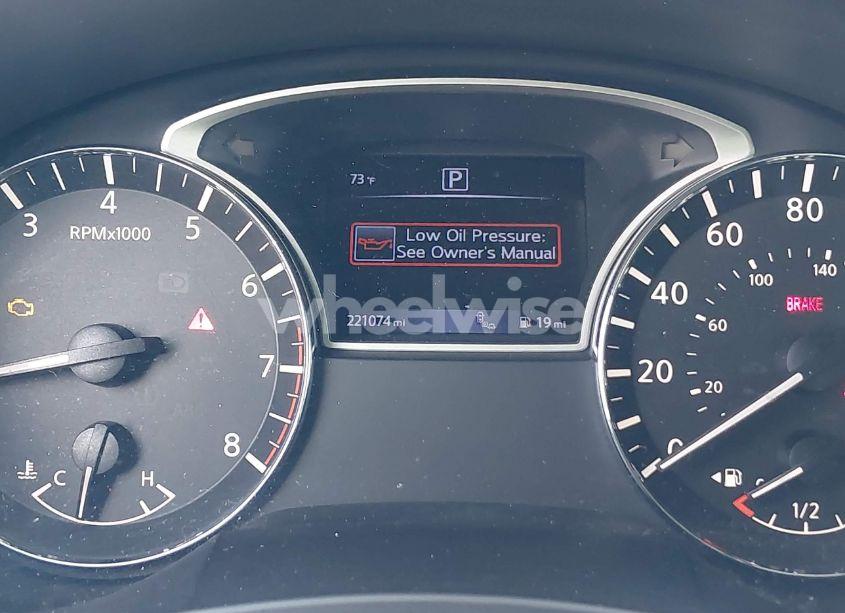 73 °F
P
Low Oil Pressure:
See Owner's Manual
221074 mi
19 mi
3
4
5
6
7
8
RPMx1000
C
H
0
20
40
60
80
20
60
100
140
BRAKE
1/2
wheelwise